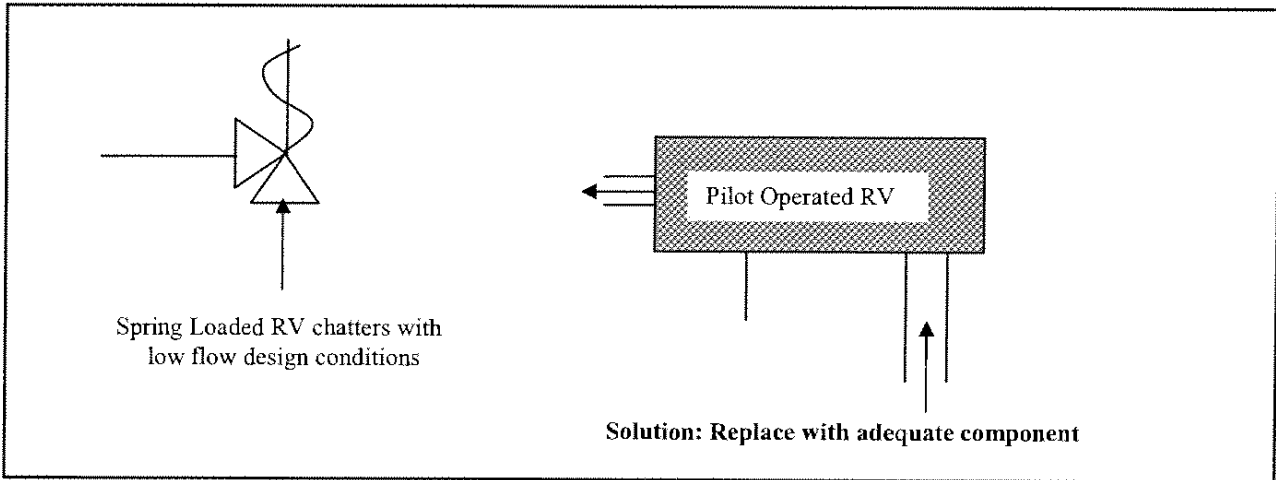 Pilot Operated RV
Spring Loaded RV chatters with
low flow design conditions
Solution: Replace with adequate component